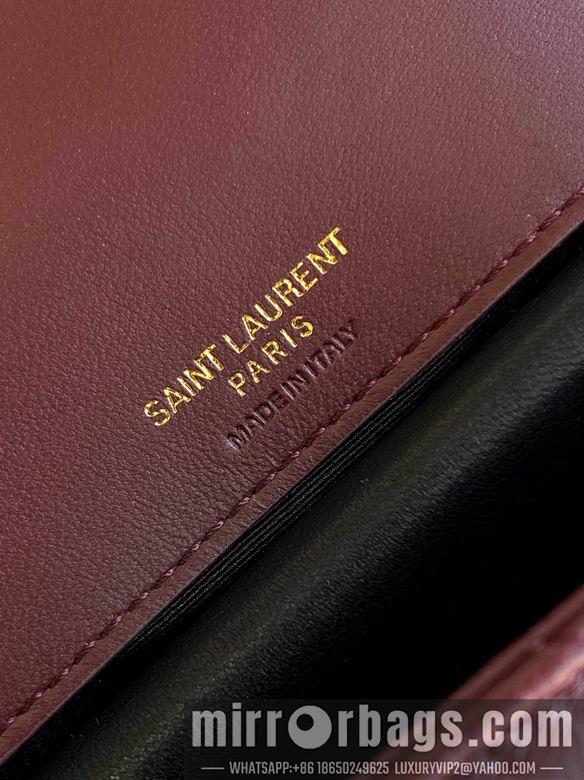 SAINT LAURENT
PARIS
MADE IN ITALY
mirrorbags.com
WHATSAPP:+86 18650249625 LUXURYVIP2@YAHOO.COM